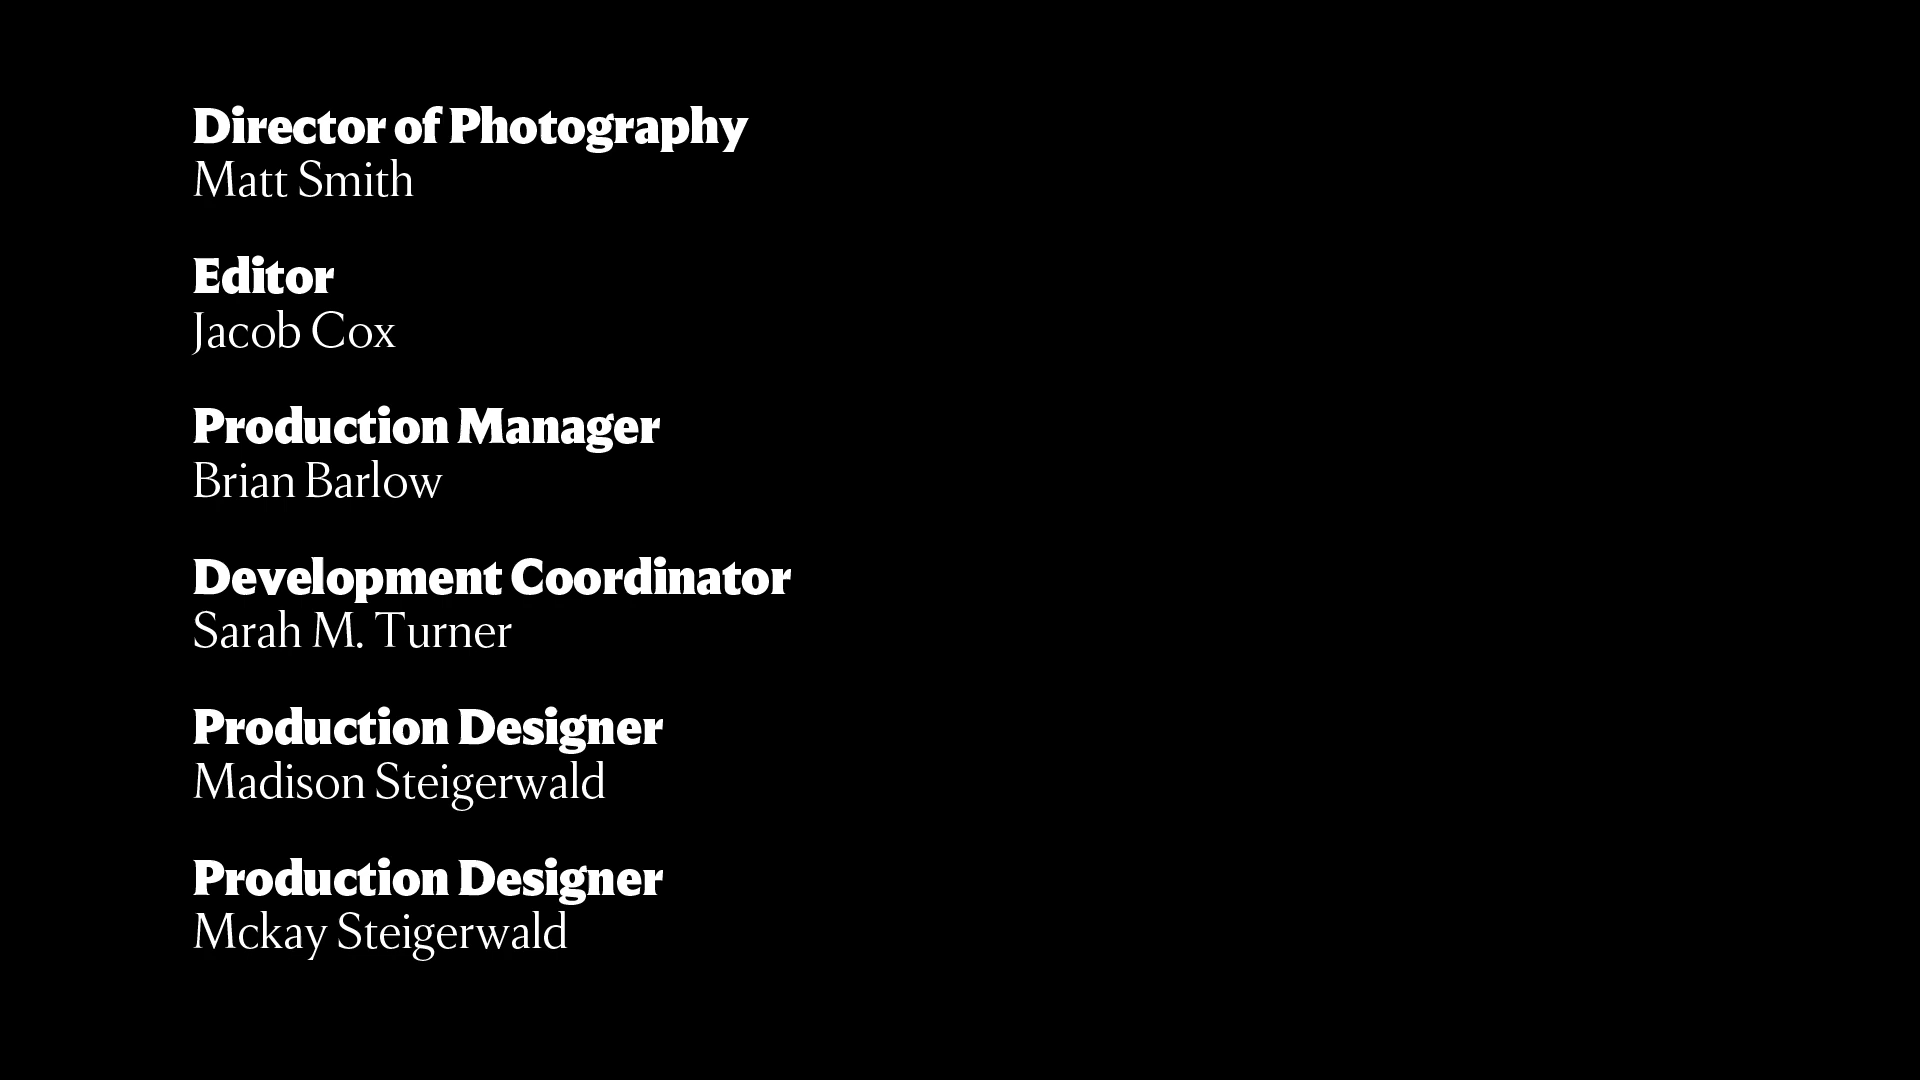 Director of Photography
Matt Smith
Editor
Jacob Cox
Production Manager
Brian Barlow
Development Coordinator
Sarah M. Turner
Production Designer
Madison Steigerwald
Production Designer
Mckay Steigerwald